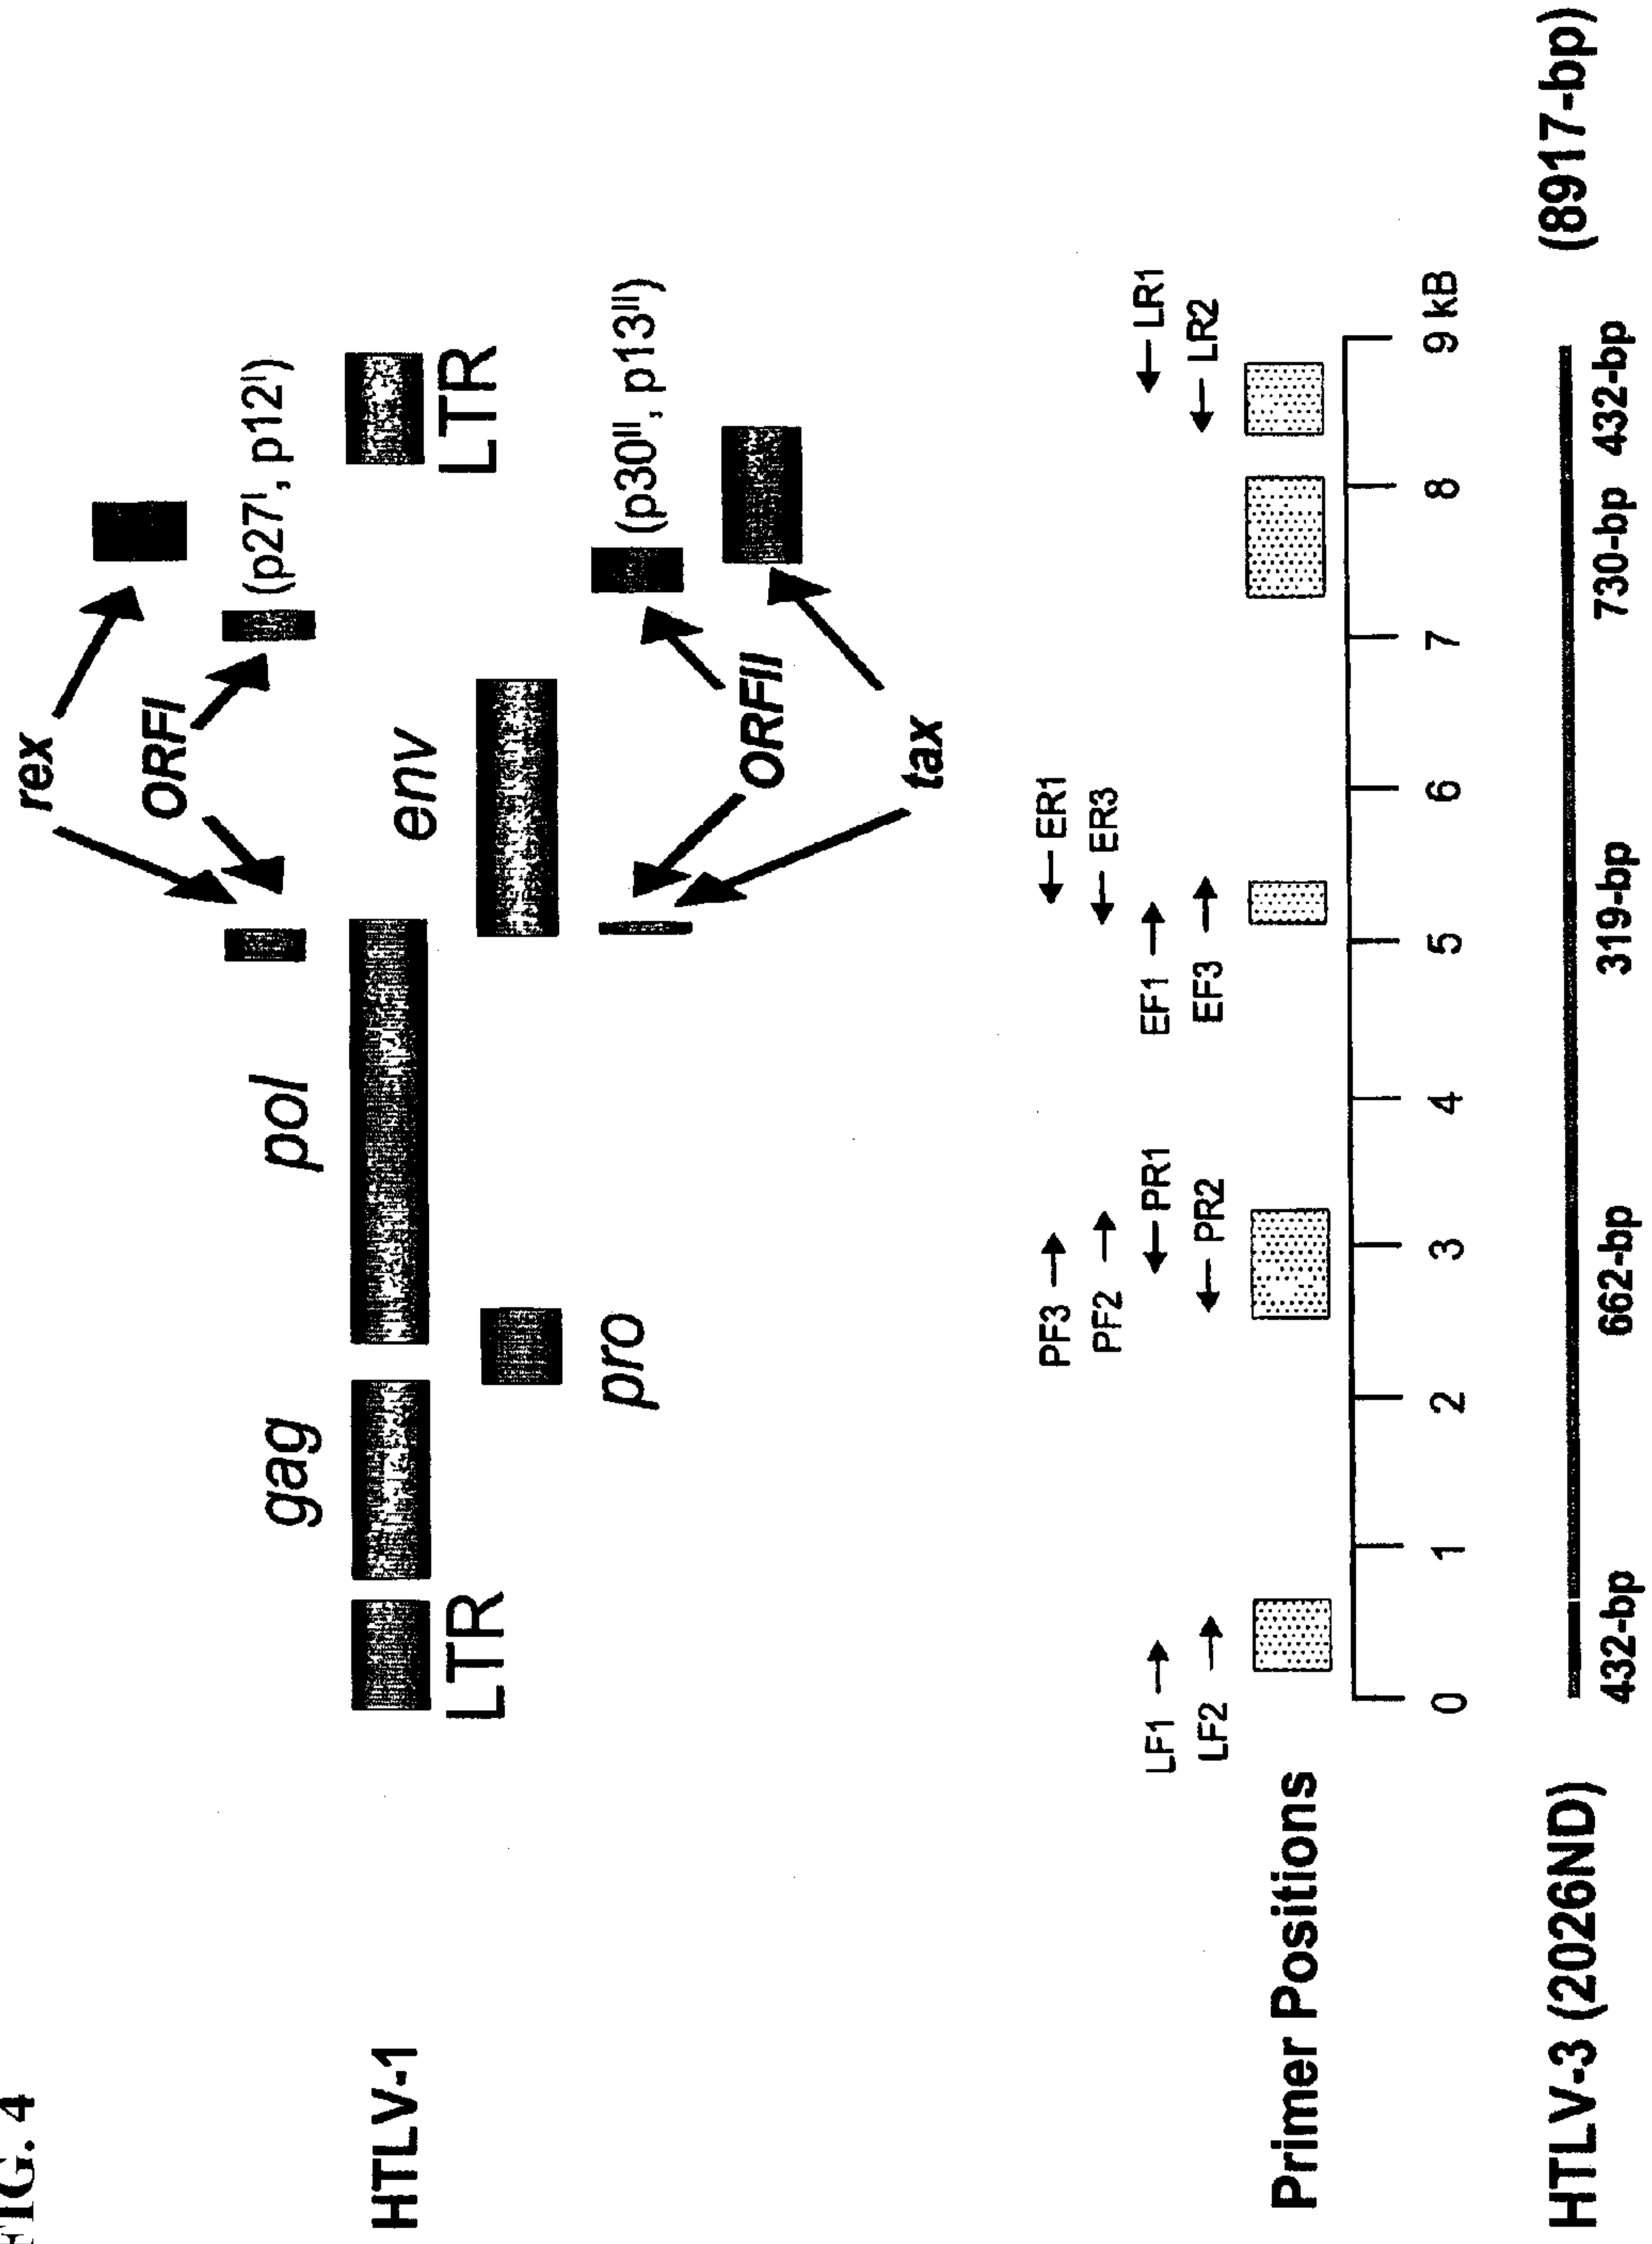 FIG. 4
rex
ORFI
(p27ᴵ, p12ᴵ)
gag
pol
env
HTLV-1
LTR
LTR
pro
(p30ᴵᴵ, p13ᴵᴵ)
ORFII
tax
PF3
ER1
PF2
ER3
LF1
PR1
EF1
LR1
LF2
PR2
EF3
LR2
Primer Positions
0 1 2 3 4 5 6 7 8 9 kB
HTLV-3 (2026ND)
(8917-bp)
432-bp 662-bp 319-bp 730-bp 432-bp